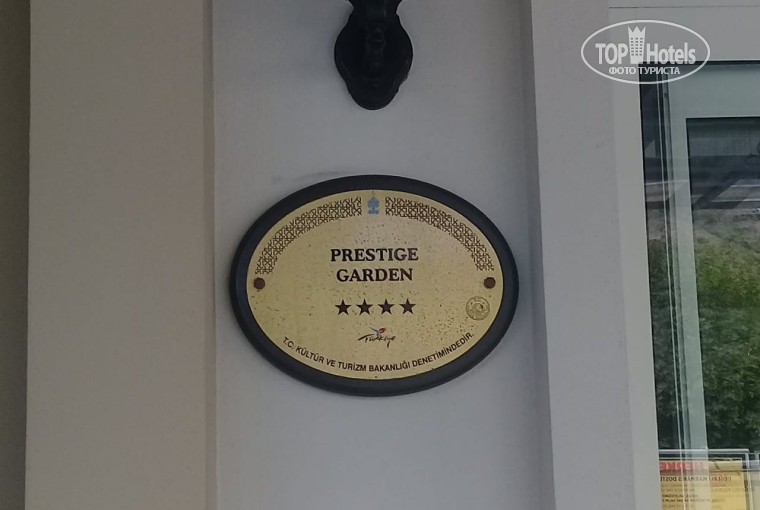 TOP Hotels
ФОТО ТУРИСТА
PRESTIGE
GARDEN
★★★★
Türkiye
T.C. KÜLTÜR VE TURİZM BAKANLIĞI DENETİMİNDEDİR.